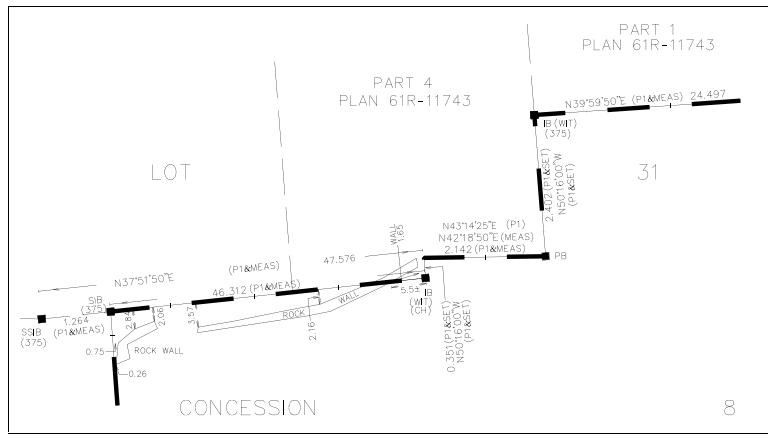 PART 1
PLAN 61R-11743
PART 4
PLAN 61R-11743
N39°59'50"E (P1&MEAS) 24.497
IB (WIT)
(375)
LOT
31
2.402 (P1&SET)
N50°16'00"W
(P1&SET)
WALL
1.65
N43°14'25"E (P1)
N42°18'50"E (MEAS)
2.142 (P1&MEAS)
PB
47.576
(P1&MEAS)
N37°51'50"E
46.312 (P1&MEAS)
SIB
(375)
1.264
(P1&MEAS)
SSIB
(375)
2.84
2.06
3.57
ROCK
WALL
2.16
5.5±
IB
(WIT)
(CH)
0.351 (P1&SET)
N50°16'00"W
(P1&SET)
0.75
ROCK WALL
0.26
CONCESSION
8